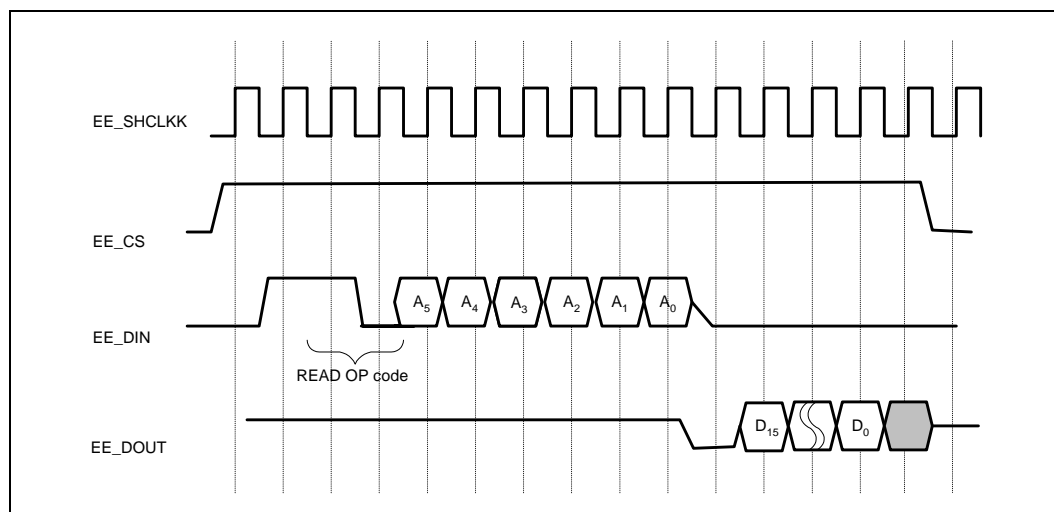 EE_SHCLKK
EE_CS
A5 A4 A3 A2 A1 A0
EE_DIN
READ OP code
D15 D0
EE_DOUT